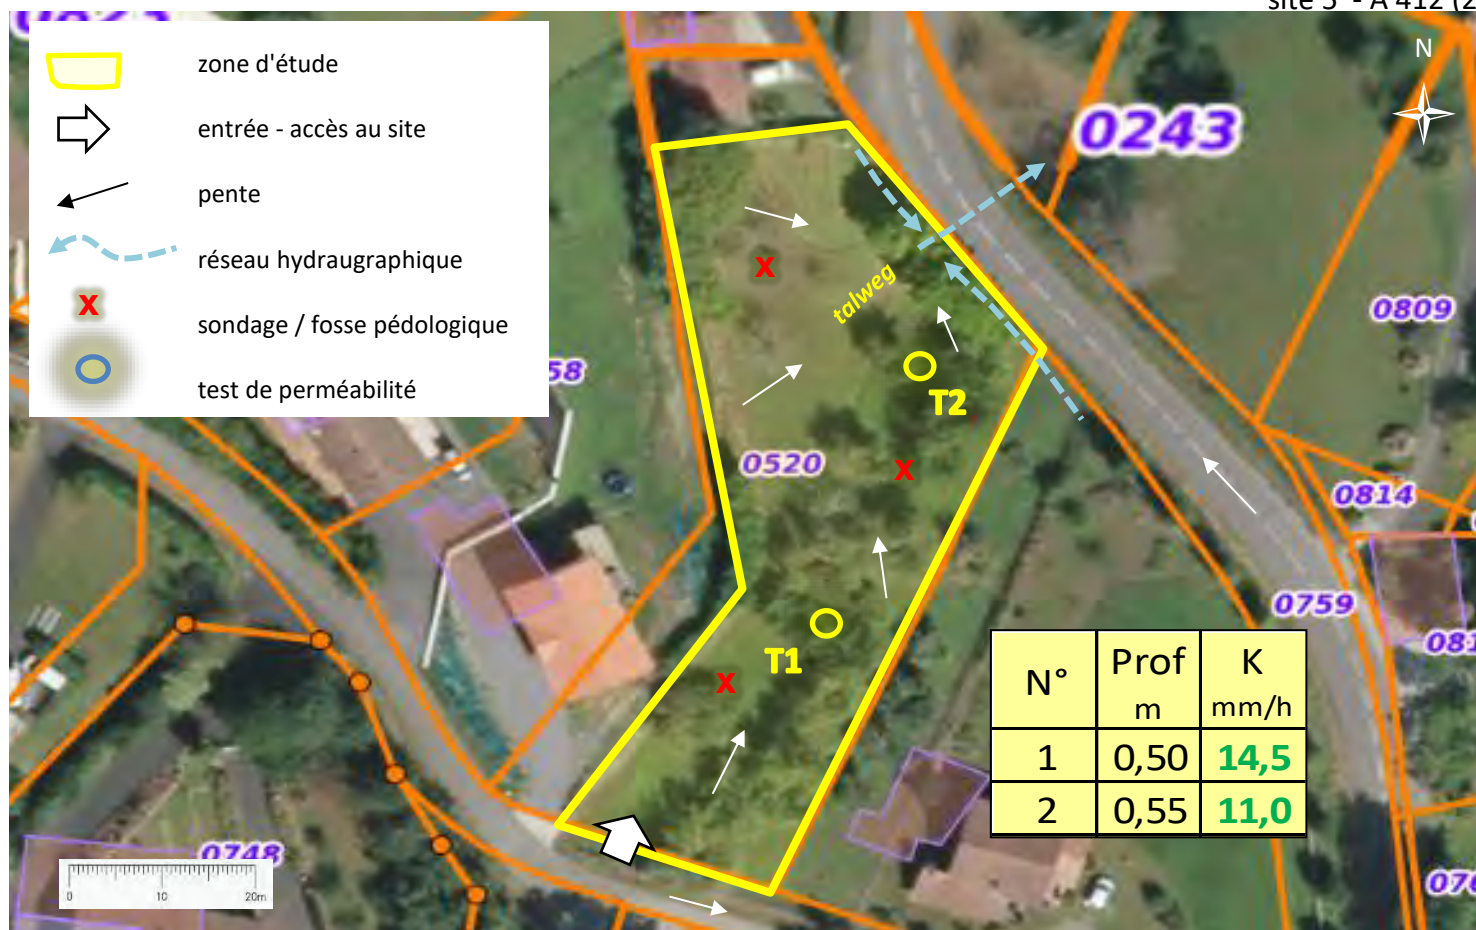 site 5 - A 412 (2
N
zone d'étude
entrée - accès au site
pente
réseau hydraugraphique
x
sondage / fosse pédologique
test de perméabilité
58
0243
0809
talweg
x
T2
0520
x
0814
0759
T1
x
N° Prof m K mm/h
1 0,50 14,5
2 0,55 11,0
0748
0 10 20m